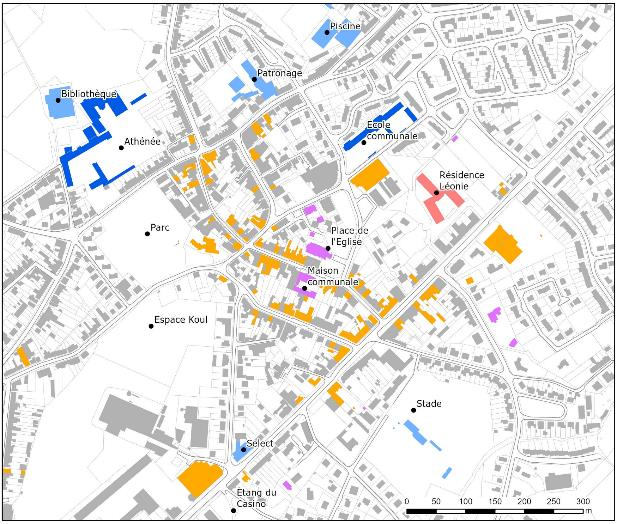 Piscine
Patronage
Bibliothèque
Ecole
communale
Athénée
Résidence
Léonie
Parc
Place de
l'Eglise
Maison
communale
Espace Koul
Stade
Sélect
Etang du
Casino
0 50 100 150 200 250 300
m